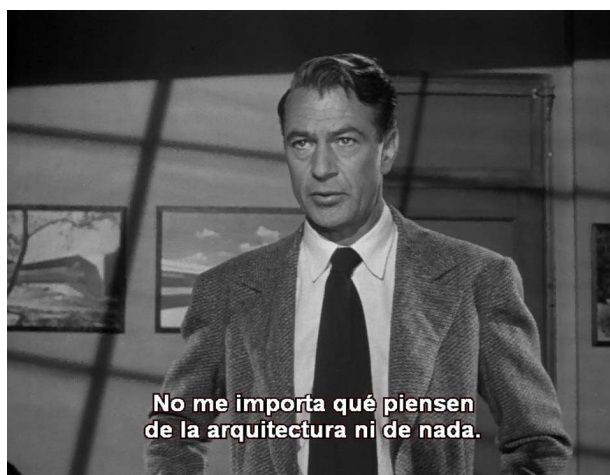 No me importa qué piensen
de la arquitectura ni de nada.